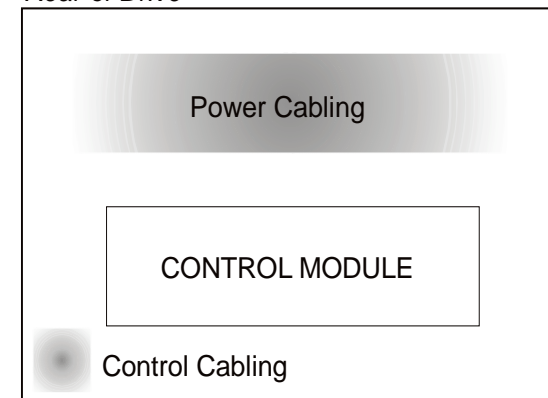 Rear of Drive
Power Cabling
CONTROL MODULE
Control Cabling